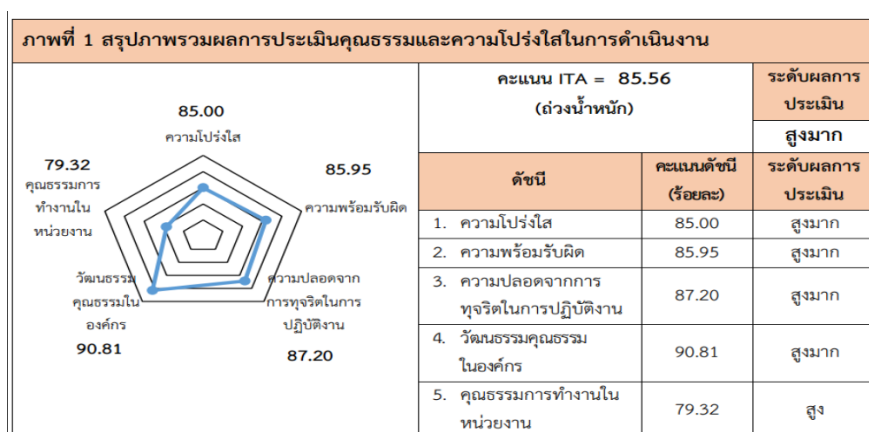 ภาพที่ 1 สรุปภาพรวมผลการประเมินคุณธรรมและความโปร่งใสในการดำเนินงาน
85.00
ความโปร่งใส
79.32
คุณธรรมการ
ทำงานใน
หน่วยงาน
85.95
ความพร้อมรับผิด
วัฒนธรรม
คุณธรรมใน
องค์กร
90.81
ความปลอดจาก
การทุจริตในการ
ปฏิบัติงาน
87.20
คะแนน ITA = 85.56
(ถ่วงน้ำหนัก)
ระดับผลการ
ประเมิน
สูงมาก
ดัชนี
คะแนนดัชนี
(ร้อยละ)
ระดับผลการ
ประเมิน
1. ความโปร่งใส 85.00 สูงมาก
2. ความพร้อมรับผิด 85.95 สูงมาก
3. ความปลอดจากการ
ทุจริตในการปฏิบัติงาน 87.20 สูงมาก
4. วัฒนธรรมคุณธรรม
ในองค์กร 90.81 สูงมาก
5. คุณธรรมการทำงานใน
หน่วยงาน 79.32 สูง